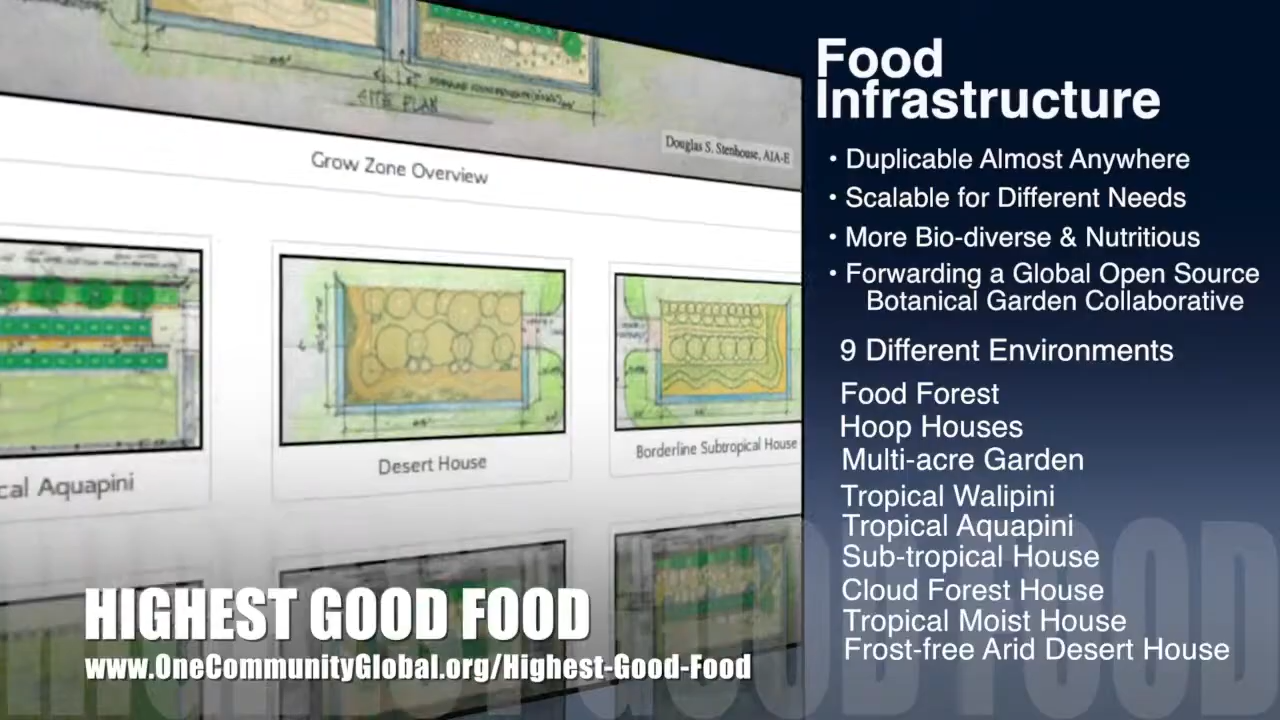 SITE PLAN
Douglas S. Stenhouse, AIA-E
Grow Zone Overview
cal Aquapini
Desert House
Borderline Subtropical House
HIGHEST GOOD FOOD
www.OneCommunityGlobal.org/Highest-Good-Food
Food
Infrastructure
• Duplicable Almost Anywhere
• Scalable for Different Needs
• More Bio-diverse & Nutritious
• Forwarding a Global Open Source
Botanical Garden Collaborative
9 Different Environments
Food Forest
Hoop Houses
Multi-acre Garden
Tropical Walipini
Tropical Aquapini
Sub-tropical House
Cloud Forest House
Tropical Moist House
Frost-free Arid Desert House
HIGHEST GOOD FOOD